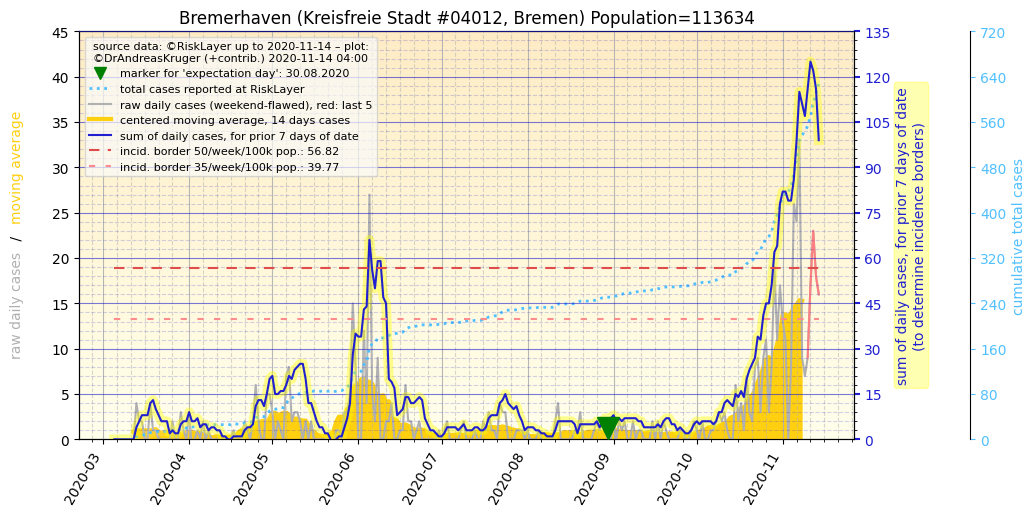 Bremerhaven (Kreisfreie Stadt #04012, Bremen) Population=113634
source data: ©RiskLayer up to 2020-11-14 – plot:
©DrAndreasKruger (+contrib.) 2020-11-14 04:00
marker for 'expectation day': 30.08.2020
total cases reported at RiskLayer
raw daily cases (weekend-flawed), red: last 5
centered moving average, 14 days cases
sum of daily cases, for prior 7 days of date
incid. border 50/week/100k pop.: 56.82
incid. border 35/week/100k pop.: 39.77
raw daily cases / moving average
45
40
35
30
25
20
15
10
5
0
2020-03
2020-04
2020-05
2020-06
2020-07
2020-08
2020-09
2020-10
2020-11
135
120
105
90
75
60
45
30
15
0
sum of daily cases, for prior 7 days of date
(to determine incidence borders)
720
640
560
480
400
320
240
160
80
0
cumulative total cases